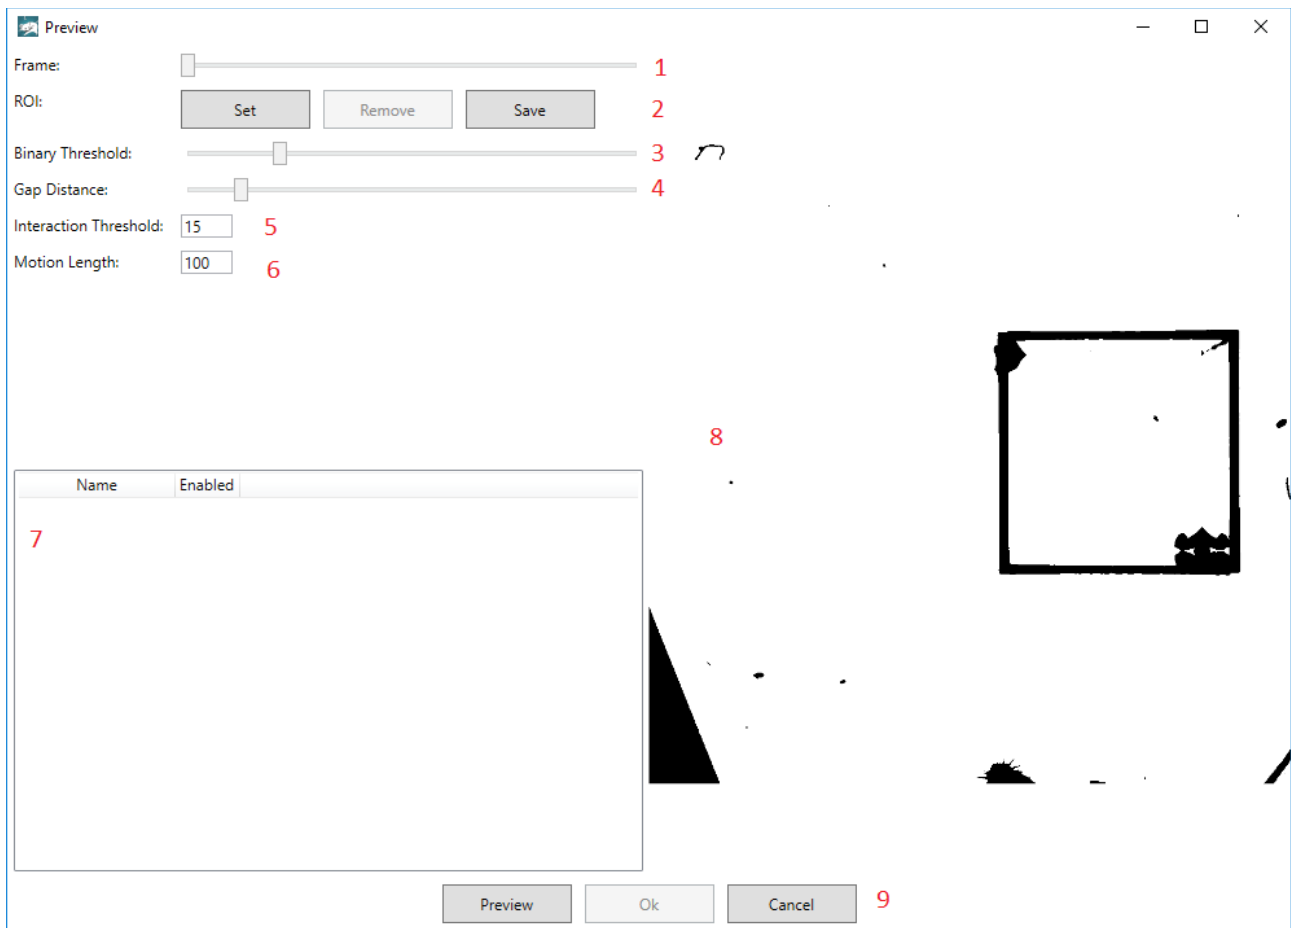 Preview
Frame: 1
ROI: Set Remove Save 2
Binary Threshold: 3
Gap Distance: 4
Interaction Threshold: 15 5
Motion Length: 100 6
8
Name Enabled
7
Preview Ok Cancel 9